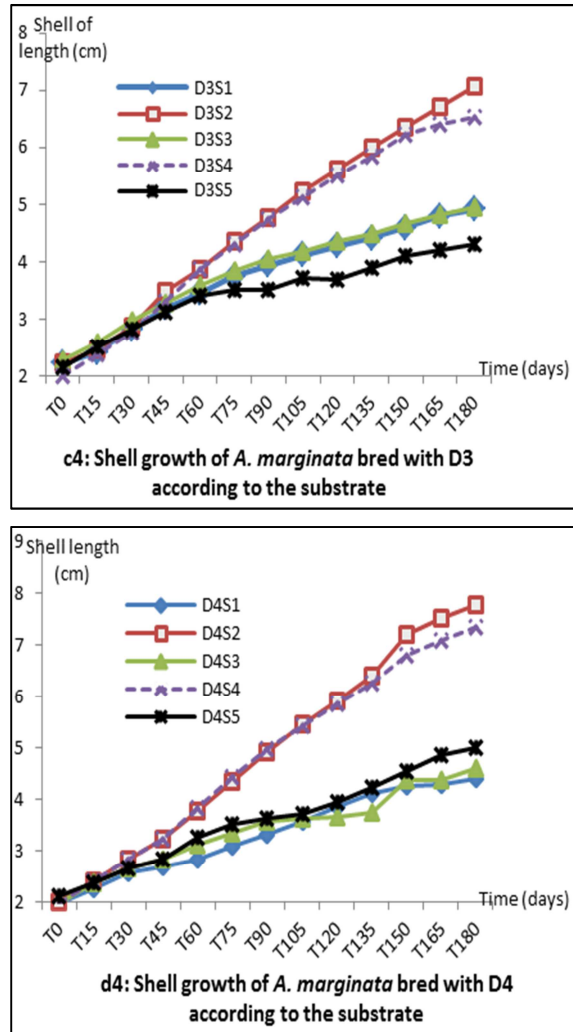 Shell of
length (cm)
7
6
5
4
3
2
D3S1
D3S2
D3S3
D3S4
D3S5
Time (days)
T0 T15 T30 T45 T60 T75 T90 T105 T120 T135 T150 T165 T180
c4: Shell growth of A. marginata bred with D3
according to the substrate
9
Shell length
(cm)
8
7
6
5
4
3
2
D4S1
D4S2
D4S3
D4S4
D4S5
Time (days)
T0 T15 T30 T45 T60 T75 T90 T105 T120 T135 T150 T165 T180
d4: Shell growth of A. marginata bred with D4
according to the substrate